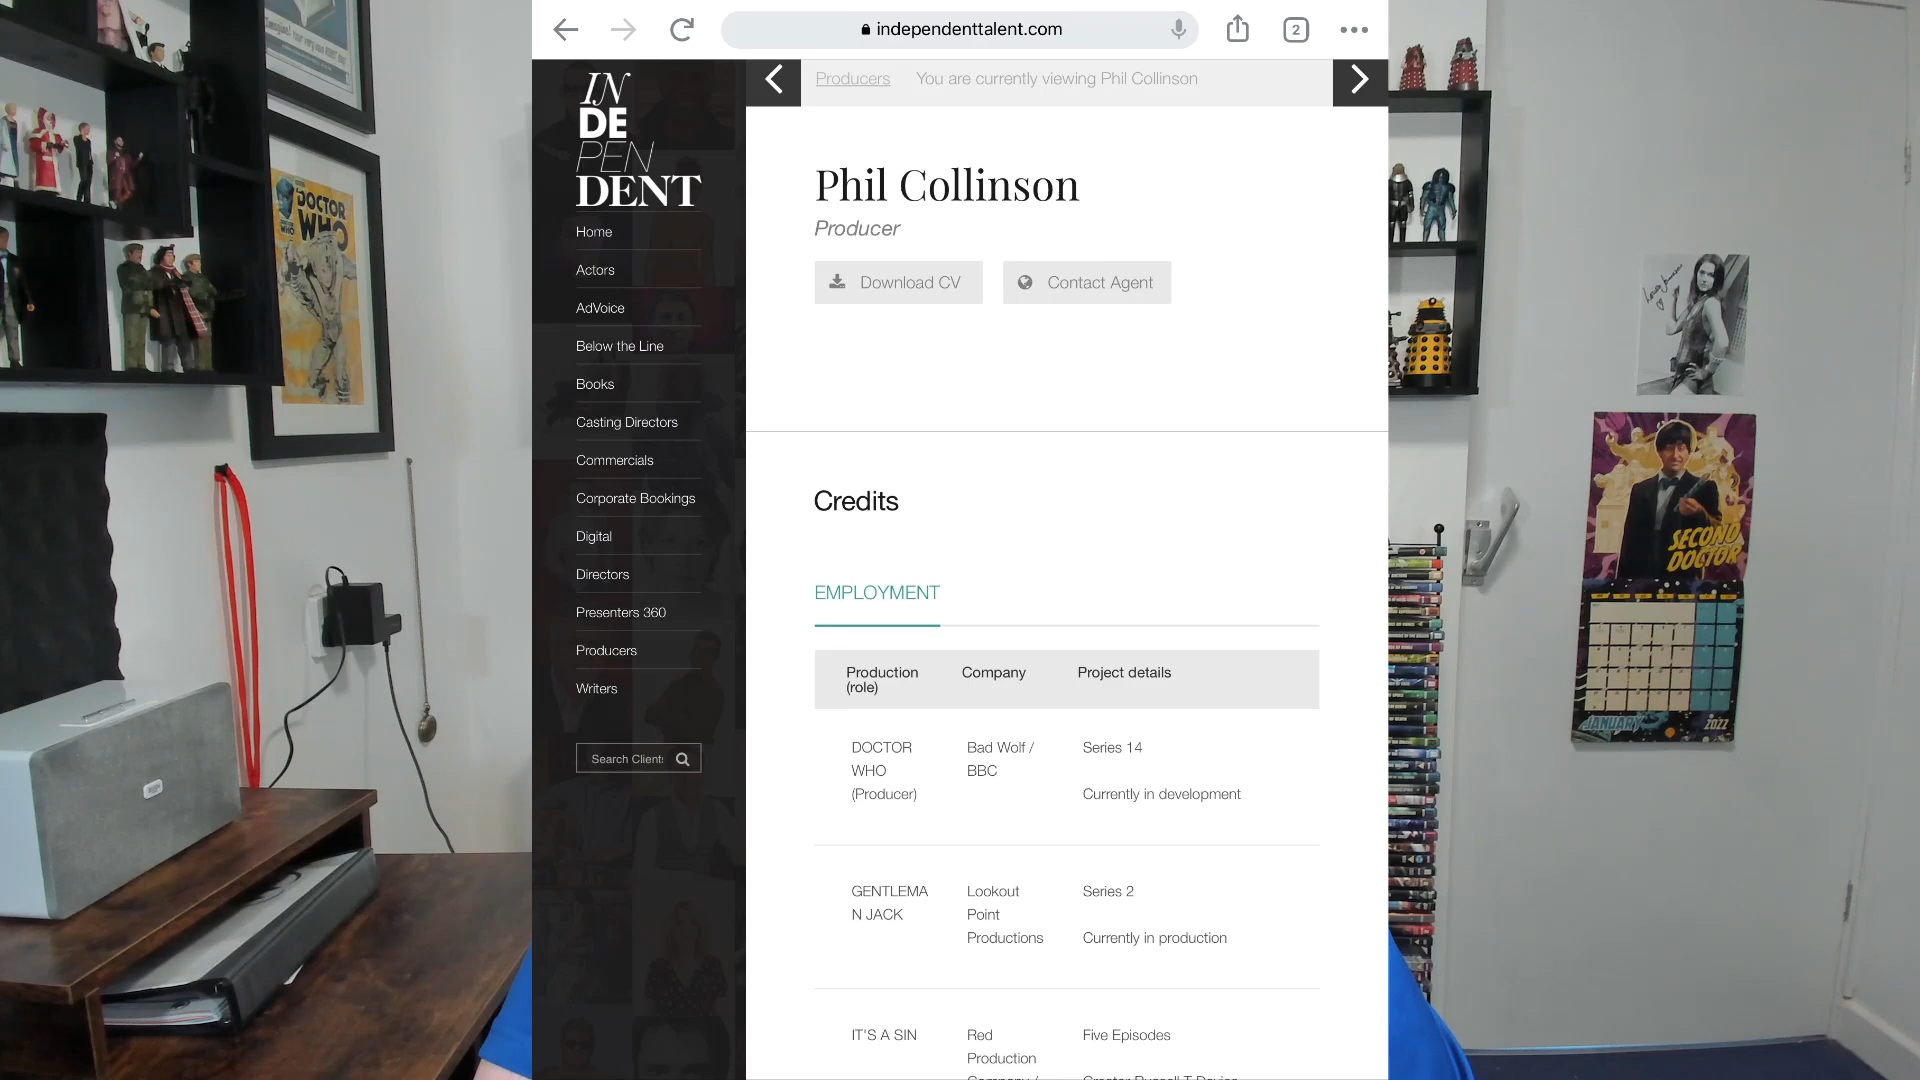 independenttalent.com
2
IN
DE
PEN
DENT
Home
Actors
AdVoice
Below the Line
Books
Casting Directors
Commercials
Corporate Bookings
Digital
Directors
Presenters 360
Producers
Writers
Search Client
Producers
You are currently viewing Phil Collinson
Phil Collinson
Producer
Download CV
Contact Agent
Credits
EMPLOYMENT
Production
(role)
Company
Project details
DOCTOR
WHO
(Producer)
Bad Wolf /
BBC
Series 14
Currently in development
GENTLEMA
N JACK
Lookout
Point
Productions
Series 2
Currently in production
IT'S A SIN
Red
Production
Five Episodes
DOCTOR
WHO
SECOND
DOCTOR
JANUARY
2022